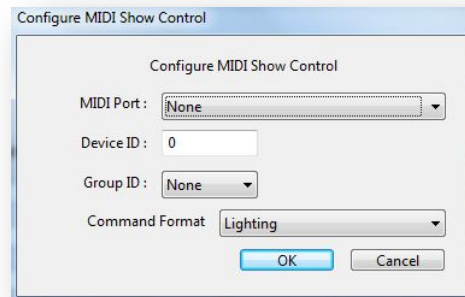 Configure MIDI Show Control
Configure MIDI Show Control
MIDI Port : None
Device ID : 0
Group ID : None
Command Format Lighting
OK Cancel